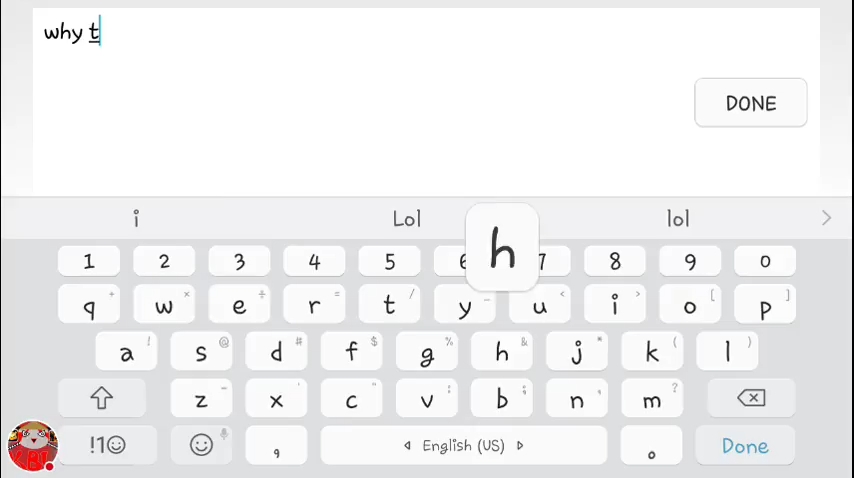 why t
DONE
i Lol lol >
h
1 2 3 4 5 6 7 8 9 0
q + w × e ÷ r = t / y _ u < i > o [ p ]
a ! s @ d # f $ g % h & j * k ( l )
z - x ' c " v : b ; n , m ?
!1☺ , English (US) . Done